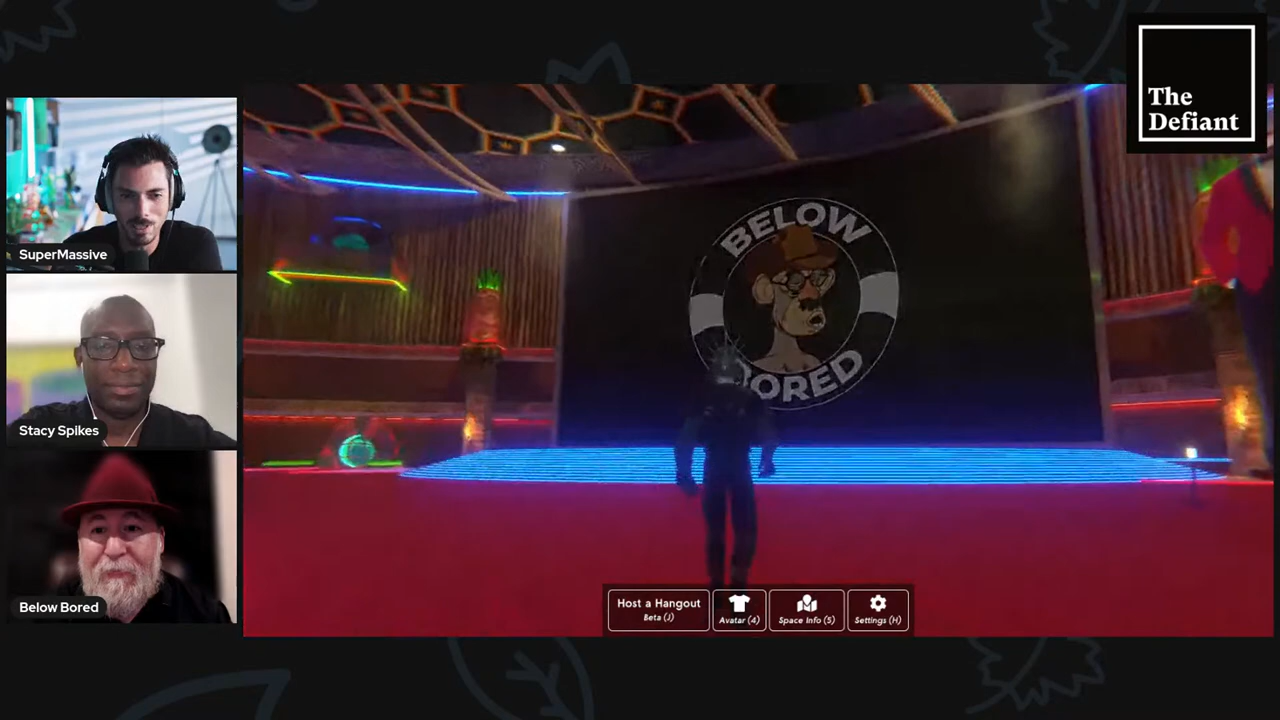 The
Defiant
SuperMassive
Stacy Spikes
Below Bored
BELOW
BORED
Host a Hangout
Beta (J)
Avatar (4)
Space Info (5)
Settings (H)